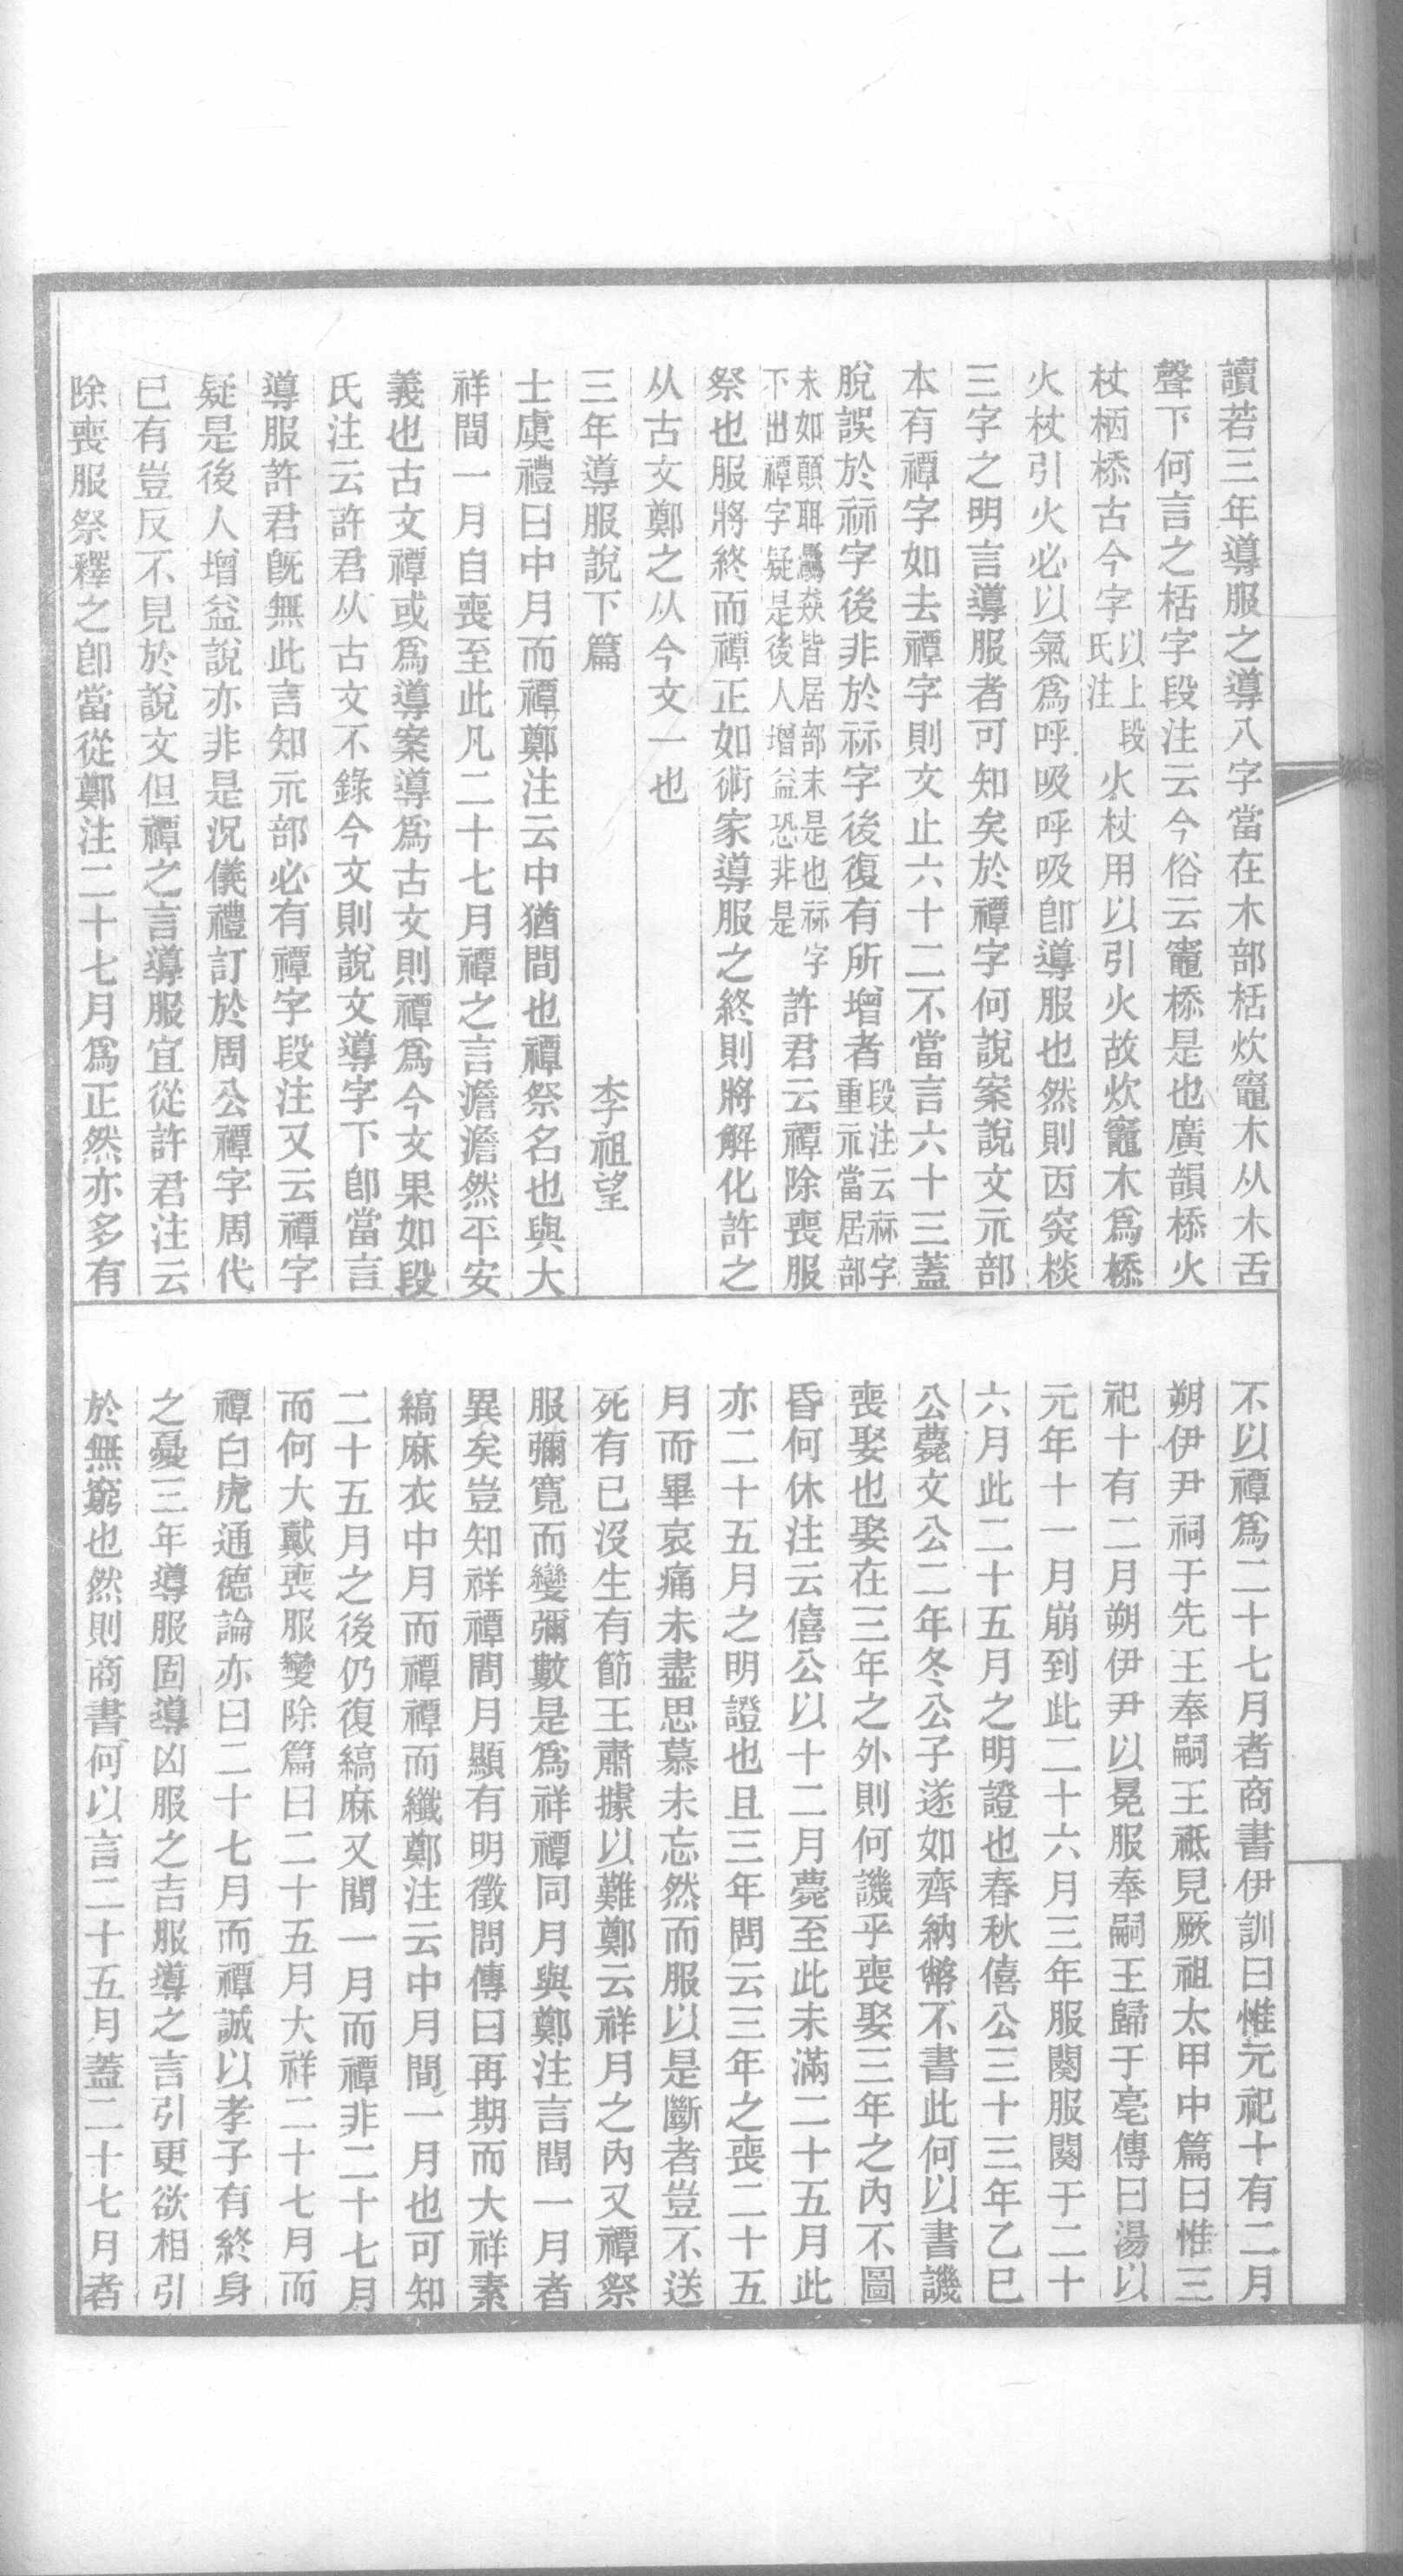 讀若三年導服之導八字當在木部栝炊竈木从木舌
聲下何言之栝字段注云今俗云竈㮇是也廣韻㮇火
杖栖㮇古今字以上段氏注火杖用以引火故炊竈木爲㮇
火杖引火必以氣爲呼吸呼吸卽導服也然則㐁突棪
三字之明言導服者可知矣於禫字何說案說文示部
本有禫字如去禫字則文止六十二不當言六十三蓋
脫誤於祘字後非於祘字後復有所增者段注云祘字重示當居部
末如顛聑驫猋皆居部末是也祘字下出禫字疑是後人增益恐非是許君云禫除喪服
祭也服將終而禫正如術家導服之終則將解化許之
从古文鄭之从今文一也
三年導服說下篇 李祖望
士虞禮曰中月而禫鄭注云中猶間也禫祭名也與大
祥間一月自喪至此凡二十七月禫之言澹澹然平安
義也古文禫或爲導案導爲古文則禫爲今文果如段
氏注云許君从古文不錄今文則說文導字下卽當言
導服許君既無此言知示部必有禫字段注又云禫字
疑是後人增益說亦非是況儀禮訂於周公禫字周代
已有豈反不見於說文但禫之言導服宜從許君注云
除喪服祭釋之卽當從鄭注二十七月爲正然亦多有
不以禫爲二十七月者商書伊訓曰惟元祀十有二月
朔伊尹祠于先王奉嗣王祗見厥祖太甲中篇曰惟三
祀十有二月朔伊尹以冕服奉嗣王歸于亳傳曰湯以
元年十一月崩到此二十六月三年服闋服闋于二十
六月此二十五月之明證也春秋僖公三十三年乙巳
公薨文公二年冬公子遂如齊納幣不書此何以書譏
喪娶也娶在三年之外則何譏乎喪娶三年之內不圖
昏何休注云僖公以十二月薨至此未滿二十五月此
亦二十五月之明證也且三年問云三年之喪二十五
月而畢哀痛未盡思慕未忘然而服以是斷者豈不送
死有已沒生有節王肅據以難鄭云祥月之內又禫祭
服彌寬而變彌數是爲祥禫同月與鄭注言間一月者
異矣豈知祥禫間月顯有明徵間傳曰再期而大祥素
縞麻衣中月而禫禫而纖鄭注云中月間一月也可知
二十五月之後仍復縞麻又間一月而禫非二十七月
而何大戴喪服變除篇曰二十五月大祥二十七月而
禫白虎通德論亦曰二十七月而禫誠以孝子有終身
之憂三年導服固導凶服之吉服導之言引更欲相引
於無窮也然則商書何以言二十五月蓋二十七月者